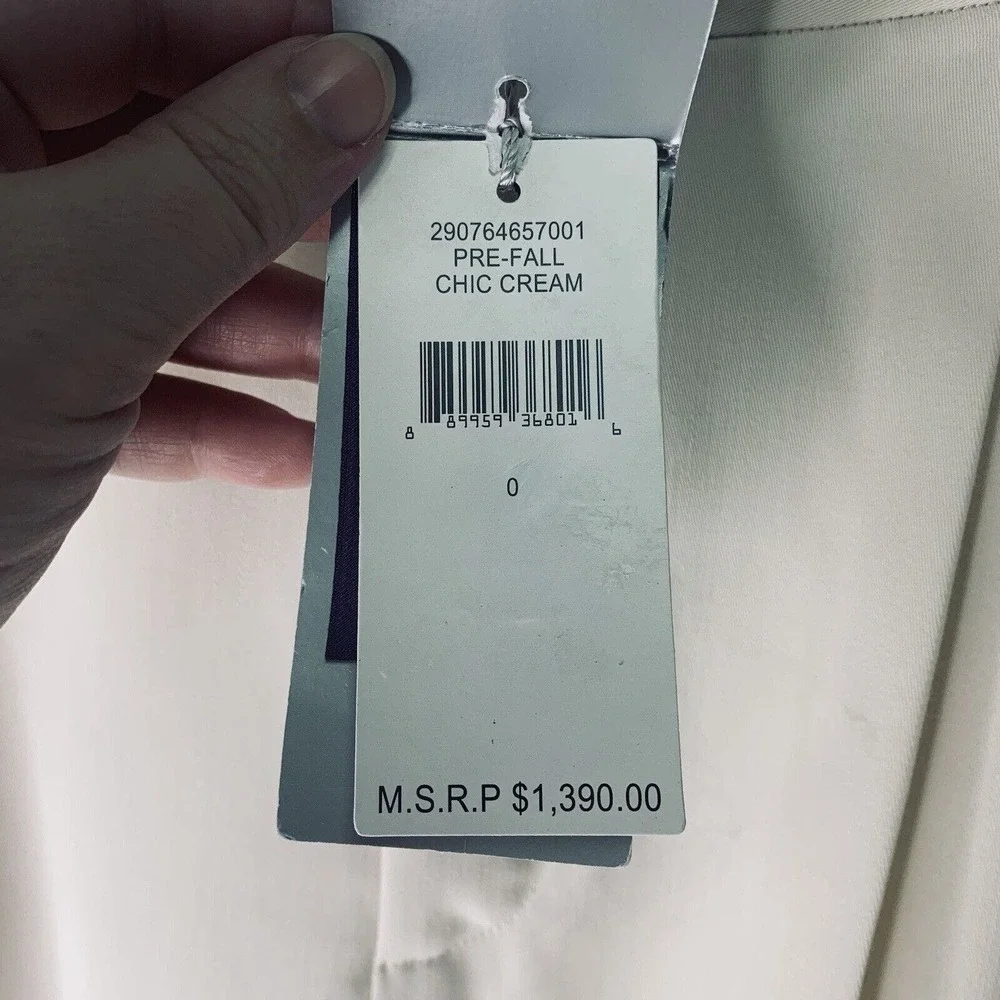 290764657001
PRE-FALL
CHIC CREAM
8 89959 36801 6
0
M.S.R.P $1,390.00